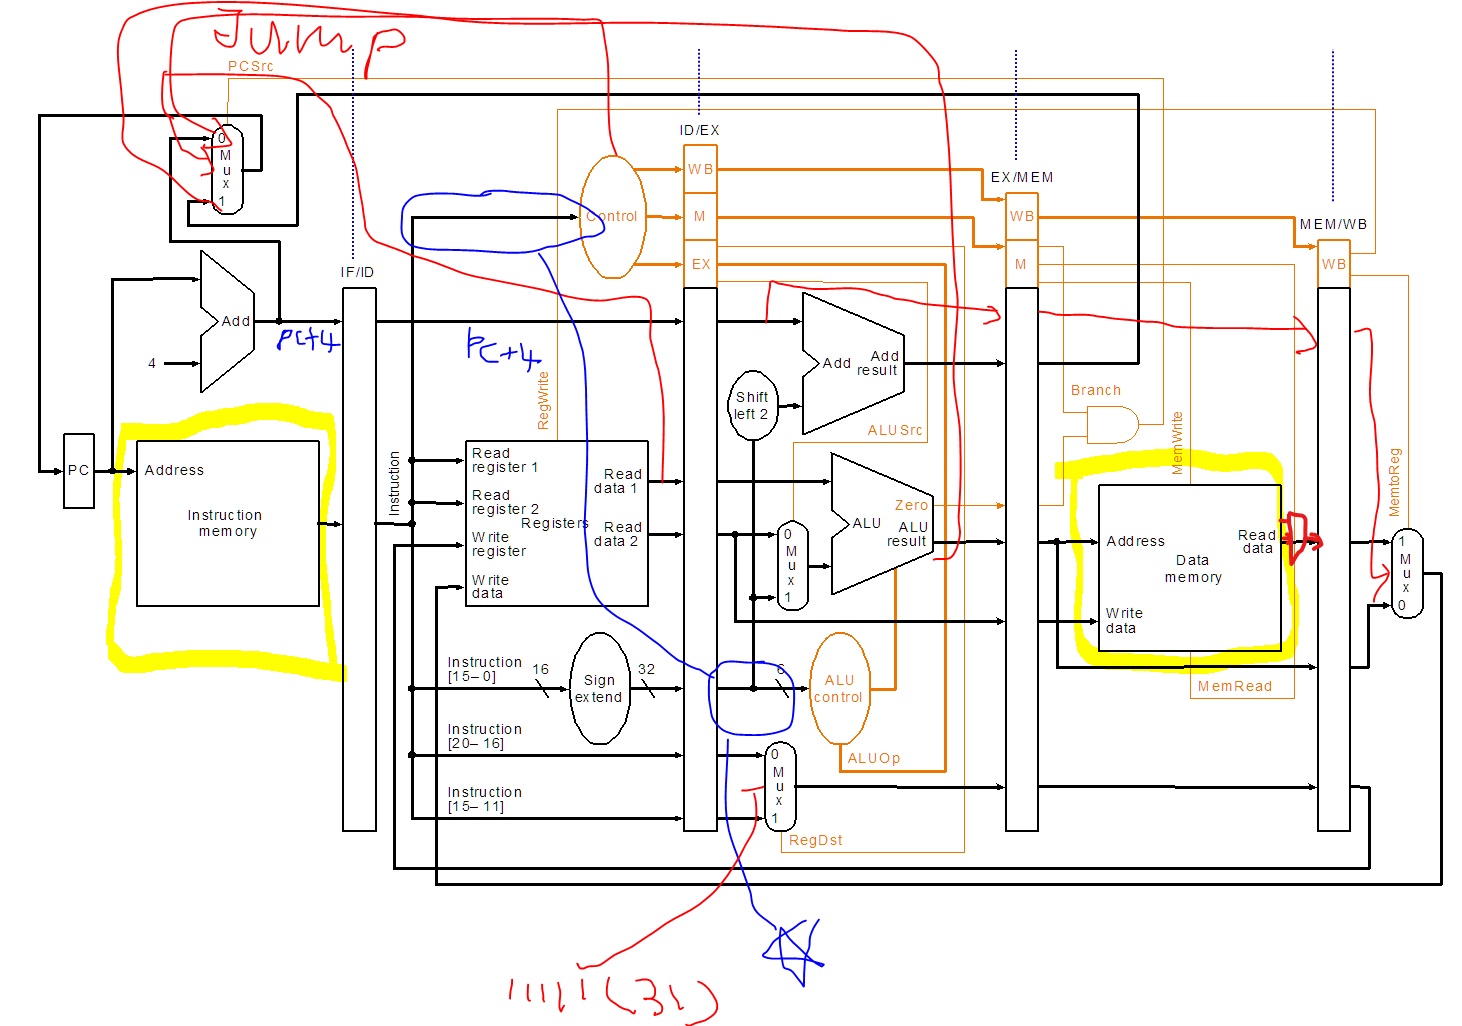 Jump
PCSrc
0
M
u
x
1
ID/EX
WB
M
EX
Control
EX/MEM
WB
M
MEM/WB
WB
IF/ID
Add
4
PC+4
PC+4
RegWrite
Shift
left 2
Add
Add
result
ALUSrc
Branch
MemWrite
MemtoReg
PC
Address
Instruction
memory
Instruction
Read
register 1
Read
register 2
Registers
Write
register
Write
data
Read
data 1
Read
data 2
0
M
u
x
1
Zero
ALU
ALU
result
Address
Data
memory
Read
data
Write
data
1
M
u
x
0
Instruction
[15– 0]
16
Sign
extend
32
6
ALU
control
MemRead
Instruction
[20– 16]
ALUOp
0
M
u
x
1
Instruction
[15– 11]
RegDst
11111 (31)